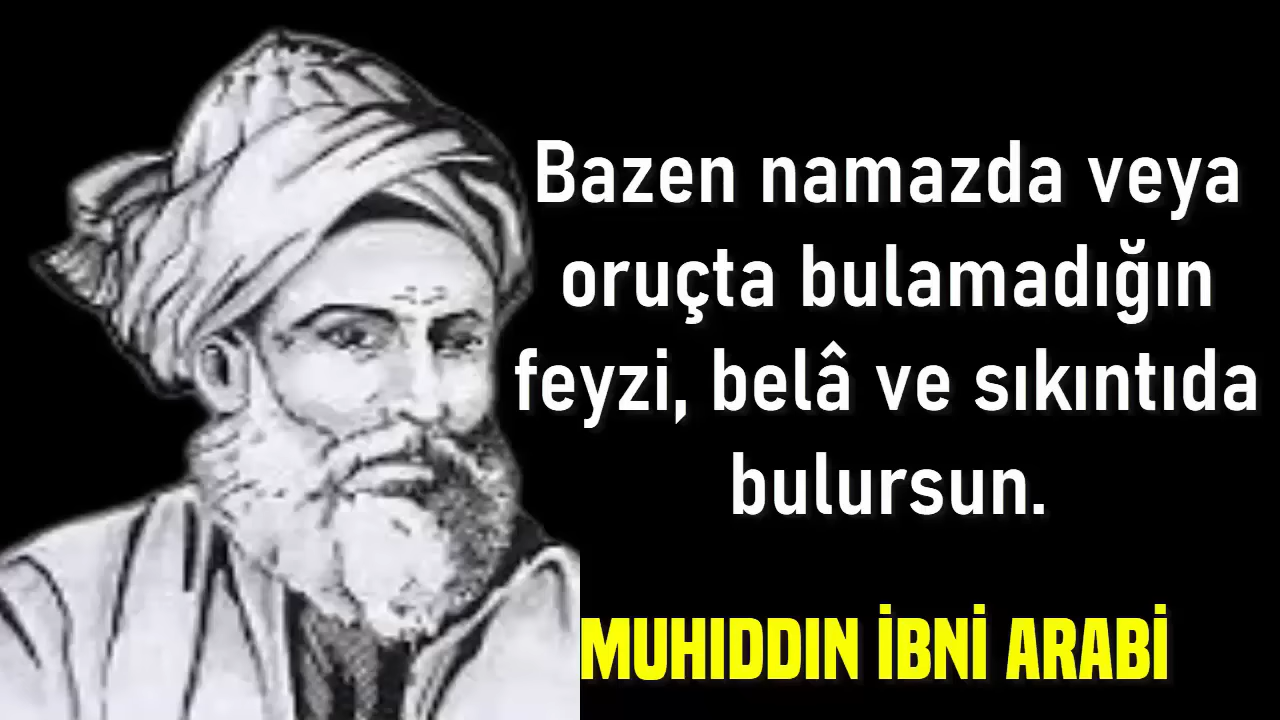 Bazen namazda veya
oruçta bulamadığın
feyzi, belâ ve sıkıntıda
bulursun.
MUHIDDIN İBNİ ARABİ